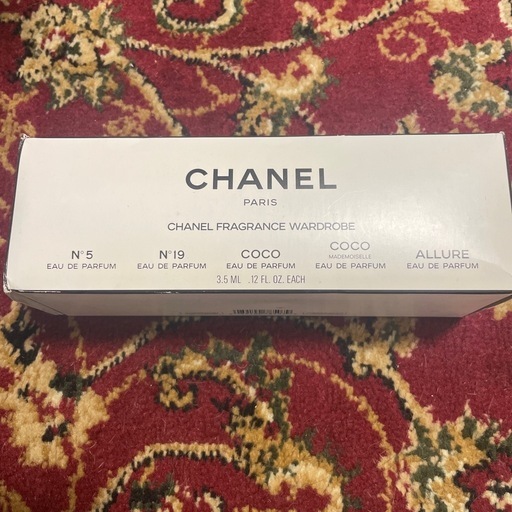 CHANEL
PARIS
CHANEL FRAGRANCE WARDROBE
N°5
EAU DE PARFUM
N°19
EAU DE PARFUM
COCO
EAU DE PARFUM
COCO
MADEMOISELLE
EAU DE PARFUM
ALLURE
EAU DE PARFUM
3.5 ML .12 FL. OZ. EACH